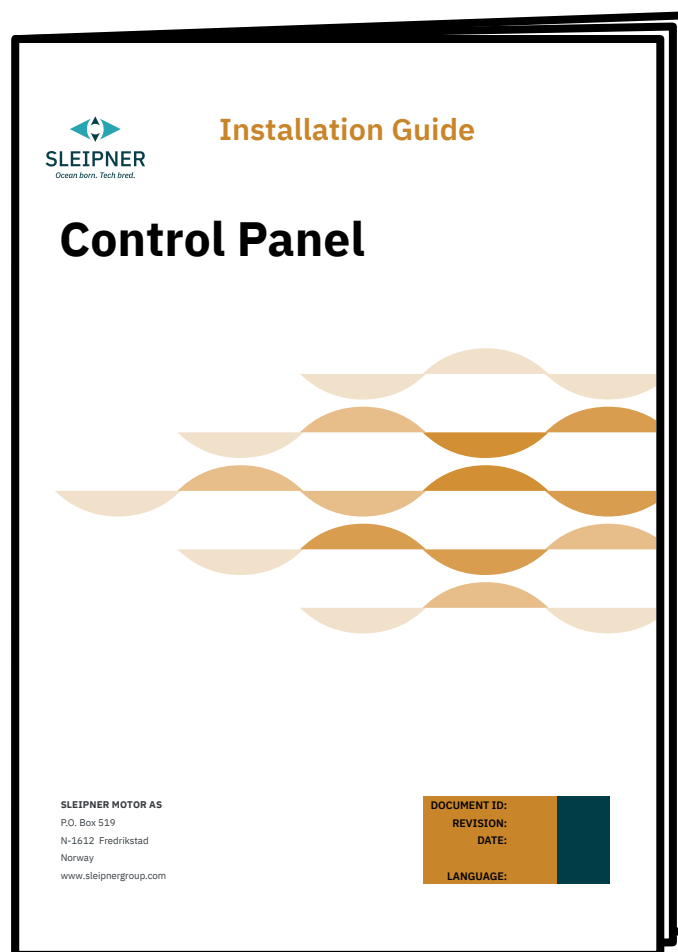 Installation Guide
SLEIPNER
Ocean born. Tech bred.
Control Panel
SLEIPNER MOTOR AS
P.O. Box 519
N-1612 Fredrikstad
Norway
www.sleipnergroup.com
DOCUMENT ID:
REVISION:
DATE:
LANGUAGE: